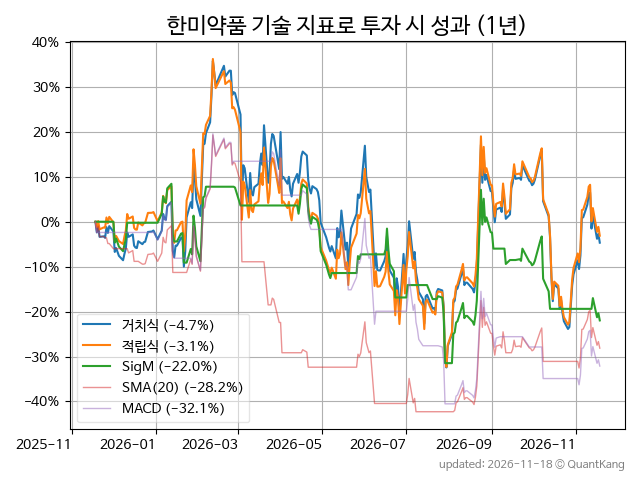 한미약품 기술 지표로 투자 시 성과 (1년)
40%
30%
20%
10%
0%
−10%
−20%
−30%
−40%
거치식 (−4.7%)
적립식 (−3.1%)
SigM (−22.0%)
SMA(20) (−28.2%)
MACD (−32.1%)
2025-11 2026-01 2026-03 2026-05 2026-07 2026-09 2026-11
updated: 2026-11-18 © QuantKang